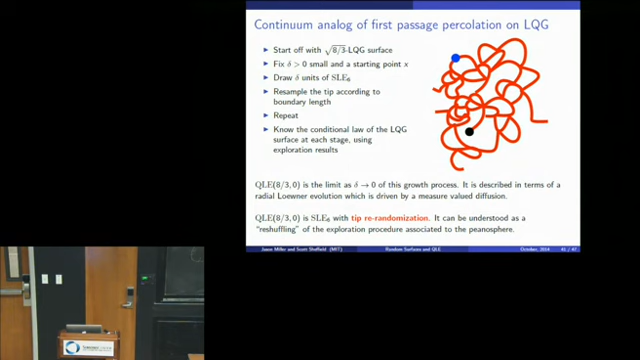 Continuum analog of first passage percolation on LQG
Start off with √8/3-LQG surface
Fix δ > 0 small and a starting point x
Draw δ units of SLE₆
Resample the tip according to
boundary length
Repeat
Know the conditional law of the LQG
surface at each stage, using
exploration results
QLE(8/3, 0) is the limit as δ → 0 of this growth process. It is described in terms of a
radial Loewner evolution which is driven by a measure valued diffusion.
QLE(8/3, 0) is SLE₆ with tip re-randomization. It can be understood as a
"reshuffling" of the exploration procedure associated to the peanosphere.
Jason Miller and Scott Sheffield (MIT)
Random Surfaces and QLE
October, 2014
41 / 47